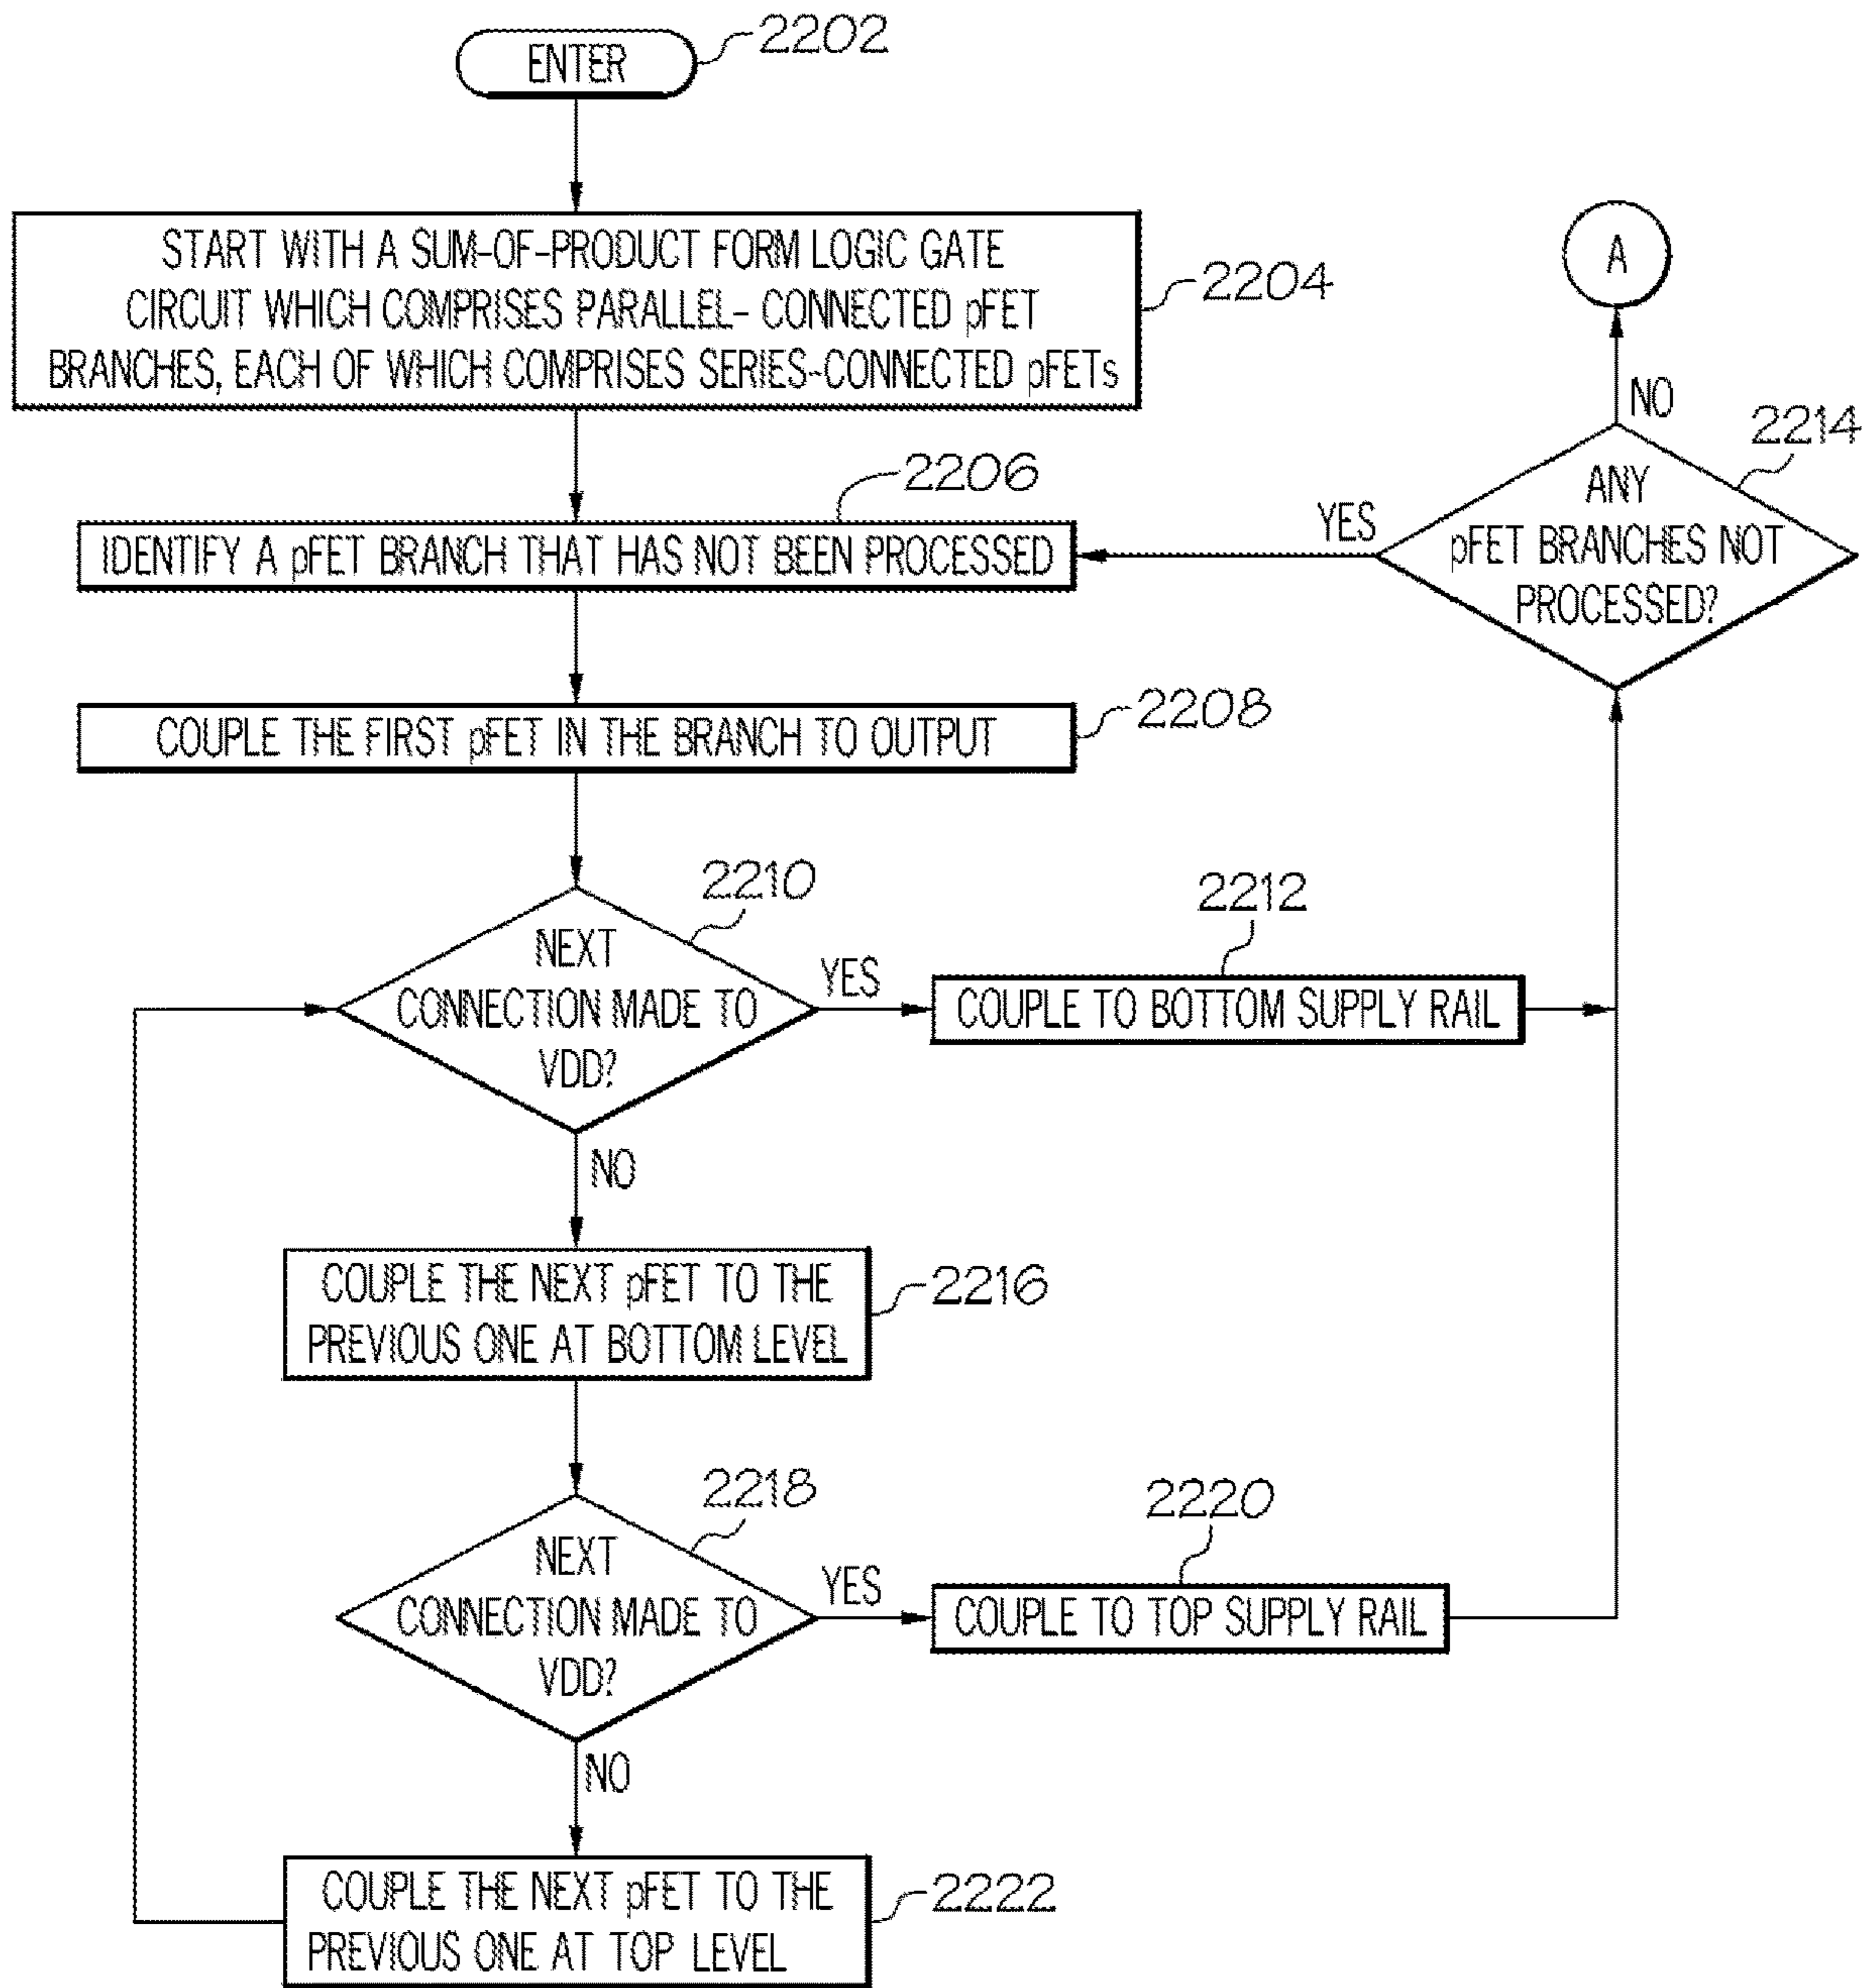 ENTER
2202
START WITH A SUM-OF-PRODUCT FORM LOGIC GATE
CIRCUIT WHICH COMPRISES PARALLEL- CONNECTED pFET
BRANCHES, EACH OF WHICH COMPRISES SERIES-CONNECTED pFETs
2204
A
NO
2214
ANY
pFET BRANCHES NOT
PROCESSED?
YES
2206
IDENTIFY A pFET BRANCH THAT HAS NOT BEEN PROCESSED
2208
COUPLE THE FIRST pFET IN THE BRANCH TO OUTPUT
2210
NEXT
CONNECTION MADE TO
VDD?
YES
2212
COUPLE TO BOTTOM SUPPLY RAIL
NO
COUPLE THE NEXT pFET TO THE
PREVIOUS ONE AT BOTTOM LEVEL
2216
2218
NEXT
CONNECTION MADE TO
VDD?
YES
2220
COUPLE TO TOP SUPPLY RAIL
NO
COUPLE THE NEXT pFET TO THE
PREVIOUS ONE AT TOP LEVEL
2222